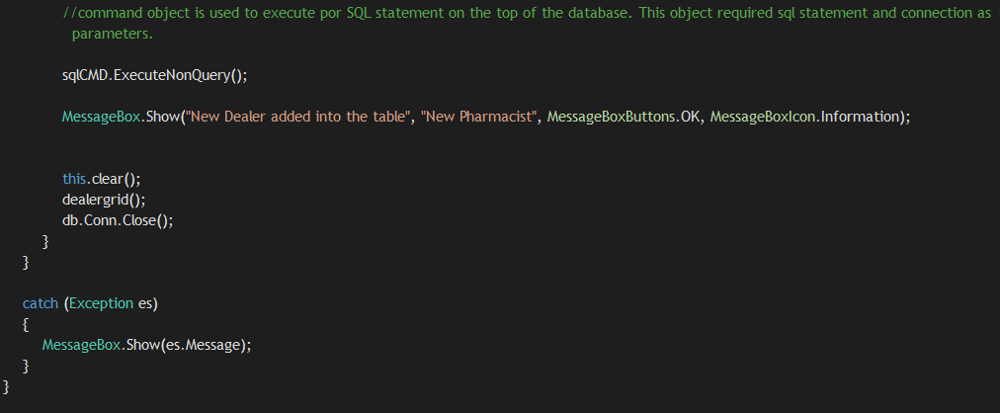 //command object is used to execute por SQL statement on the top of the database. This object required sql statement and connection as
parameters.
sqlCMD.ExecuteNonQuery();
MessageBox.Show("New Dealer added into the table", "New Pharmacist", MessageBoxButtons.OK, MessageBoxIcon.Information);
this.clear();
dealergrid();
db.Conn.Close();
}
}
catch (Exception es)
{
MessageBox.Show(es.Message);
}
}